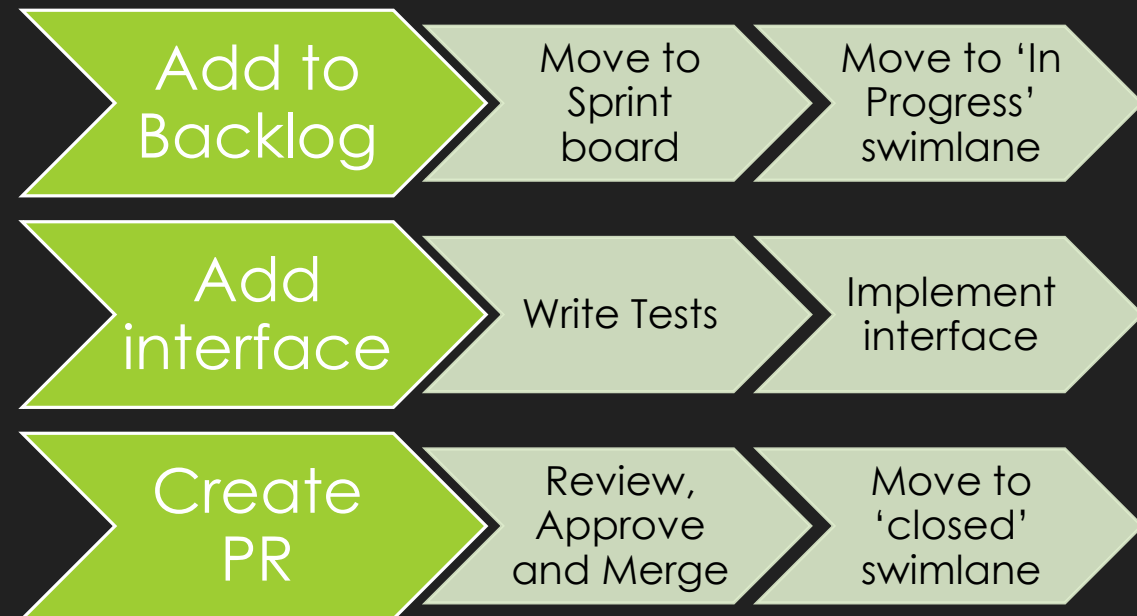 Add to
Backlog
Move to
Sprint
board
Move to ‘In
Progress’
swimlane
Add
interface
Write Tests
Implement
interface
Create
PR
Review,
Approve
and Merge
Move to
‘closed’
swimlane